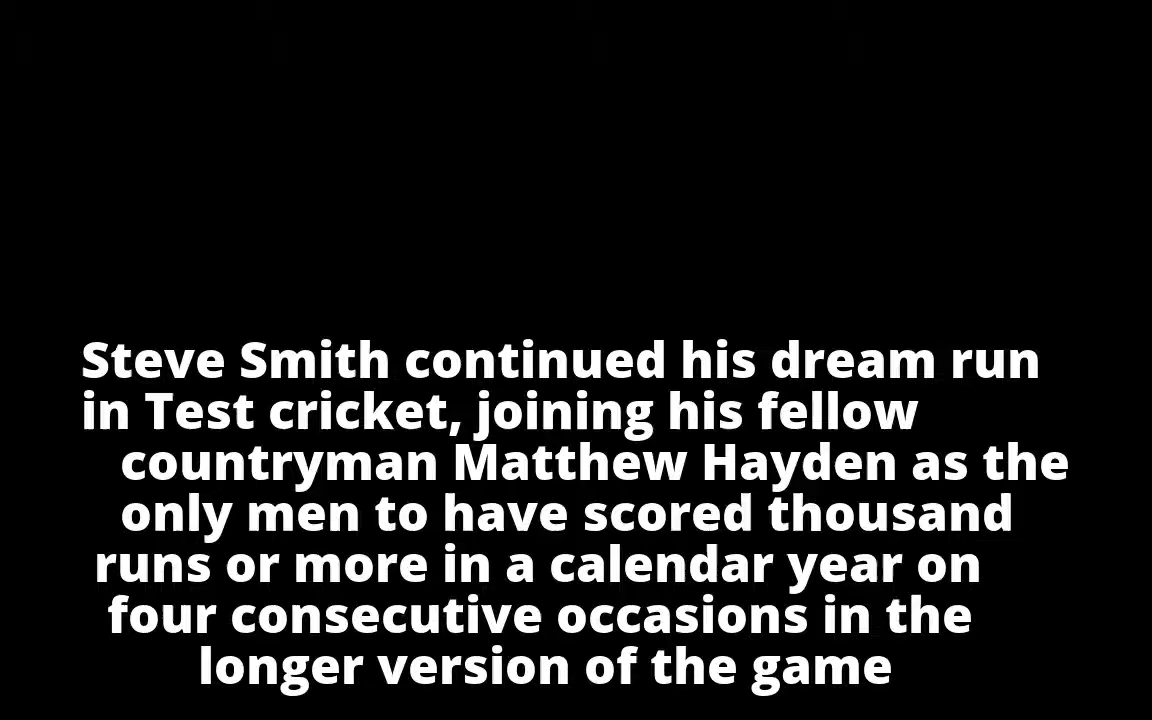 Steve Smith continued his dream run
in Test cricket, joining his fellow
countryman Matthew Hayden as the
only men to have scored thousand
runs or more in a calendar year on
four consecutive occasions in the
longer version of the game